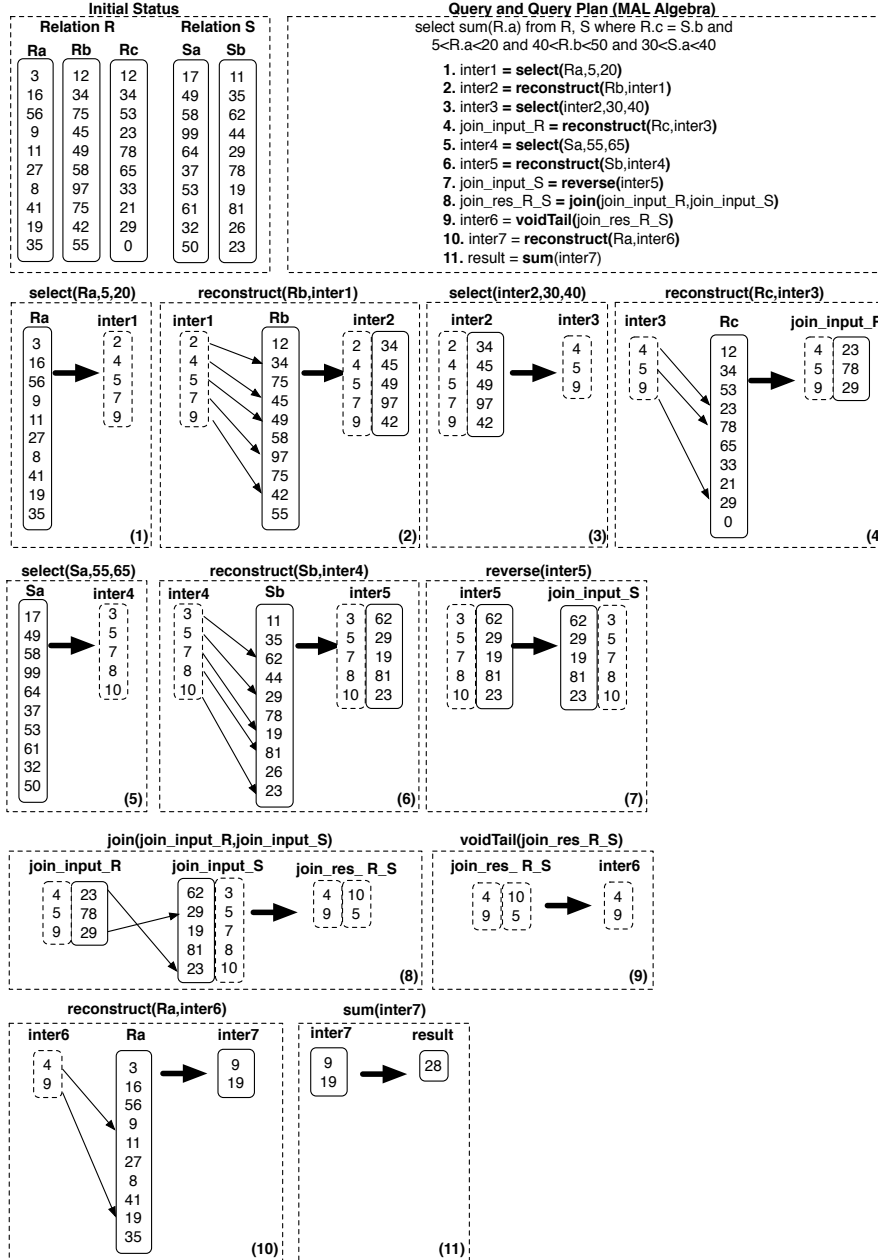 Initial Status
Relation R Relation S
Ra Rb Rc Sa Sb
3 12 12 17 11
16 34 34 49 35
56 75 53 58 62
9 45 23 99 44
11 49 78 64 29
27 58 65 37 78
8 97 33 53 19
41 75 21 61 81
19 42 29 32 26
35 55 0 50 23
Query and Query Plan (MAL Algebra)
select sum(R.a) from R, S where R.c = S.b and
5<R.a<20 and 40<R.b<50 and 30<S.a<40
1. inter1 = select(Ra,5,20)
2. inter2 = reconstruct(Rb,inter1)
3. inter3 = select(inter2,30,40)
4. join_input_R = reconstruct(Rc,inter3)
5. inter4 = select(Sa,55,65)
6. inter5 = reconstruct(Sb,inter4)
7. join_input_S = reverse(inter5)
8. join_res_R_S = join(join_input_R,join_input_S)
9. inter6 = voidTail(join_res_R_S)
10. inter7 = reconstruct(Ra,inter6)
11. result = sum(inter7)
select(Ra,5,20)
Ra inter1
3 2
16 4
56 5
9 7
11 9
27
8
41
19
35
(1)
reconstruct(Rb,inter1)
inter1 Rb inter2
2 12 2 34
4 34 4 45
5 75 5 49
7 45 7 97
9 49 9 42
58
97
75
42
55
(2)
select(inter2,30,40)
inter2 inter3
2 34 4
4 45 5
5 49 9
7 97
9 42
(3)
reconstruct(Rc,inter3)
inter3 Rc join_input_R
4 12 4 23
5 34 5 78
9 53 9 29
23
78
65
33
21
29
0
(4
select(Sa,55,65)
Sa inter4
17 3
49 5
58 7
99 8
64 10
37
53
61
32
50
(5)
reconstruct(Sb,inter4)
inter4 Sb inter5
3 11 3 62
5 35 5 29
7 62 7 19
8 44 8 81
10 29 10 23
78
19
81
26
23
(6)
reverse(inter5)
inter5 join_input_S
3 62 62 3
5 29 29 5
7 19 19 7
8 81 81 8
10 23 23 10
(7)
join(join_input_R,join_input_S)
join_input_R join_input_S join_res_ R_S
4 23 62 3 4 10
5 78 29 5 9 5
9 29 19 7
81 8
23 10
(8)
voidTail(join_res_R_S)
join_res_ R_S inter6
4 10 4
9 5 9
(9)
reconstruct(Ra,inter6)
inter6 Ra inter7
4 3 9
9 16 19
56
9
11
27
8
41
19
35
(10)
sum(inter7)
inter7 result
9 28
19
(11)